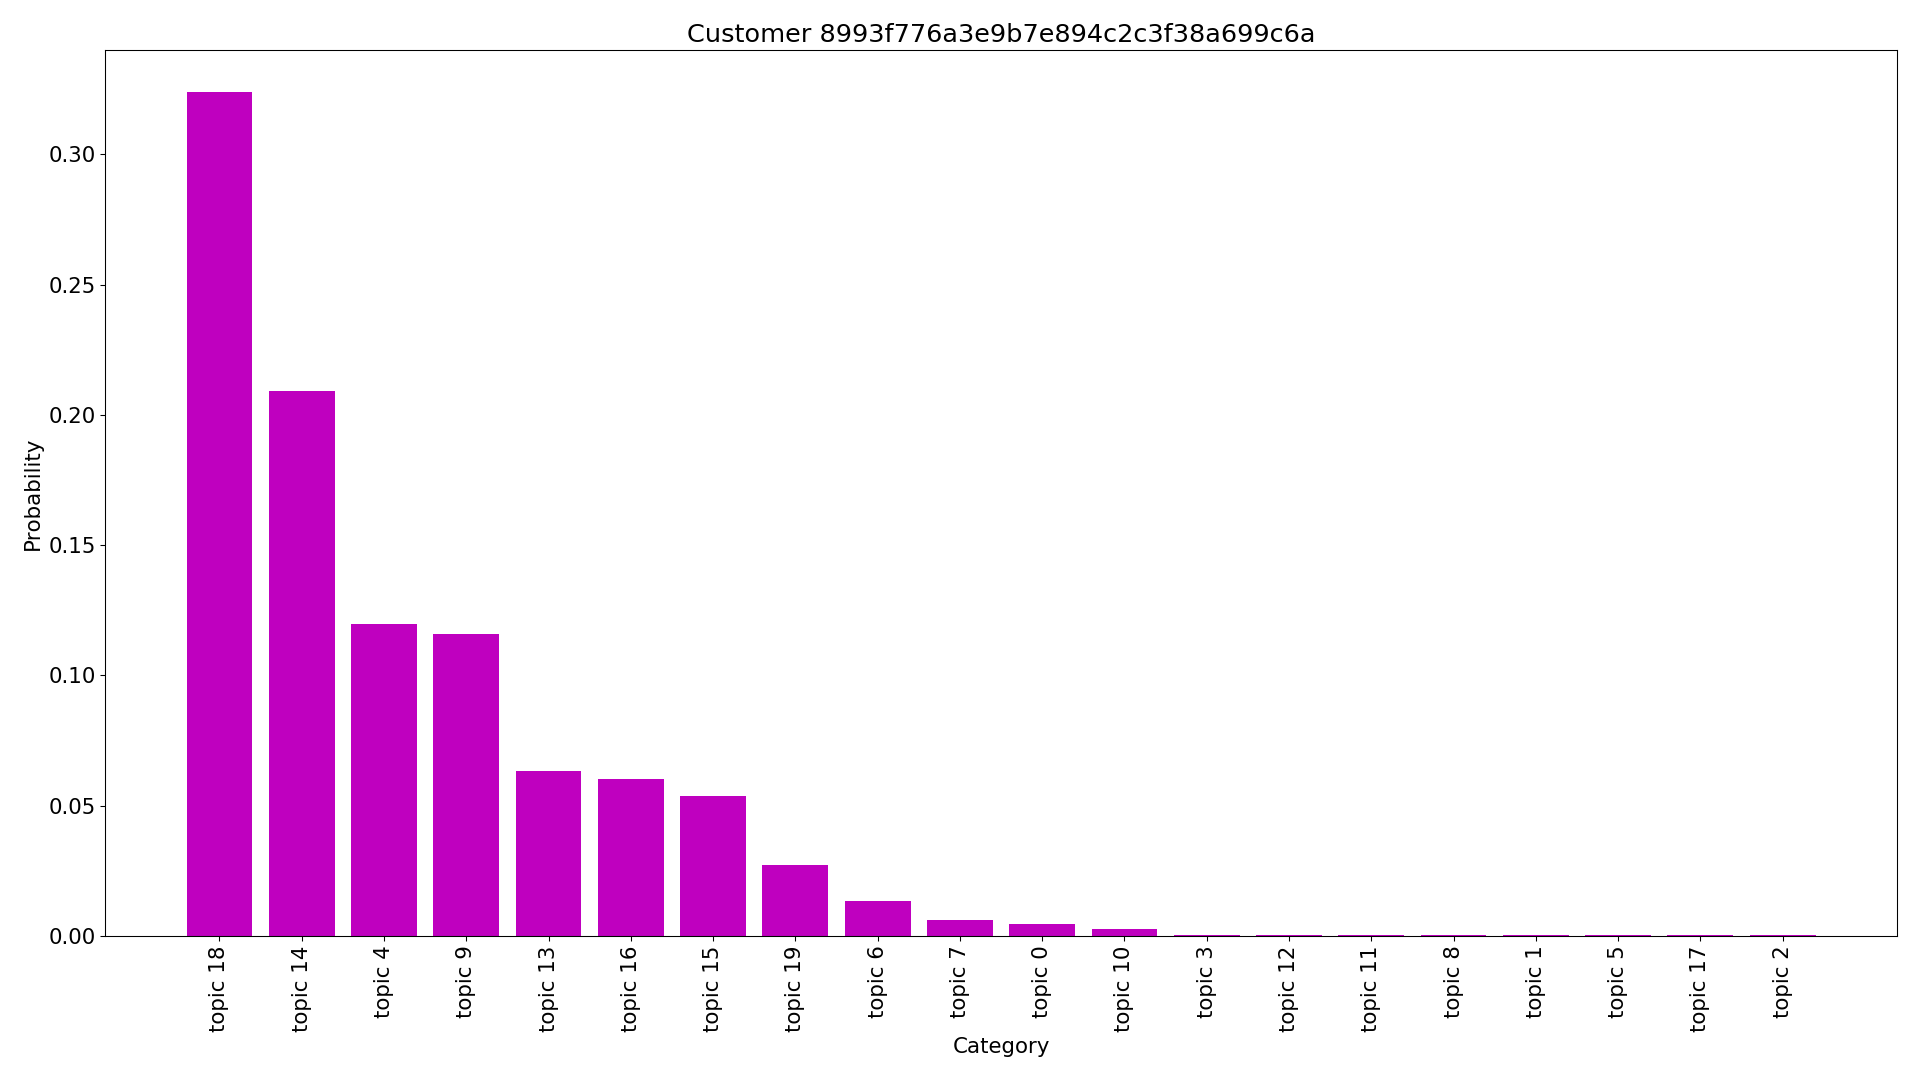 Customer 8993f776a3e9b7e894c2c3f38a699c6a
Probability
0.30
0.25
0.20
0.15
0.10
0.05
0.00
topic 18
topic 14
topic 4
topic 9
topic 13
topic 16
topic 15
topic 19
topic 6
topic 7
topic 0
topic 10
topic 3
topic 12
topic 11
topic 8
topic 1
topic 5
topic 17
topic 2
Category